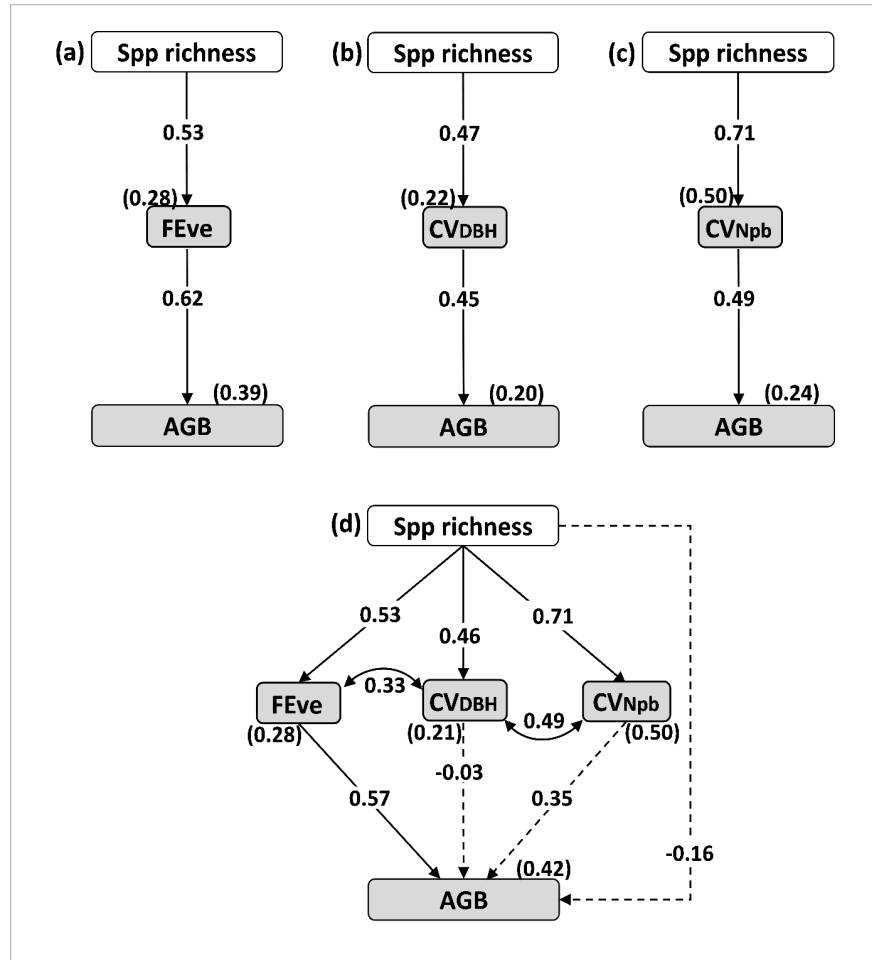 (a) Spp richness (b) Spp richness (c) Spp richness
0.53 0.47 0.71
(0.28) (0.22) (0.50)
FEve CVDBH CVNpb
0.62 0.45 0.49
(0.39) (0.20) (0.24)
AGB AGB AGB
(d) Spp richness
0.53 0.46 0.71
0.33
FEve CVDBH CVNpb
0.49
(0.28) (0.21) (0.50)
-0.03
0.57 0.35
-0.16
(0.42)
AGB